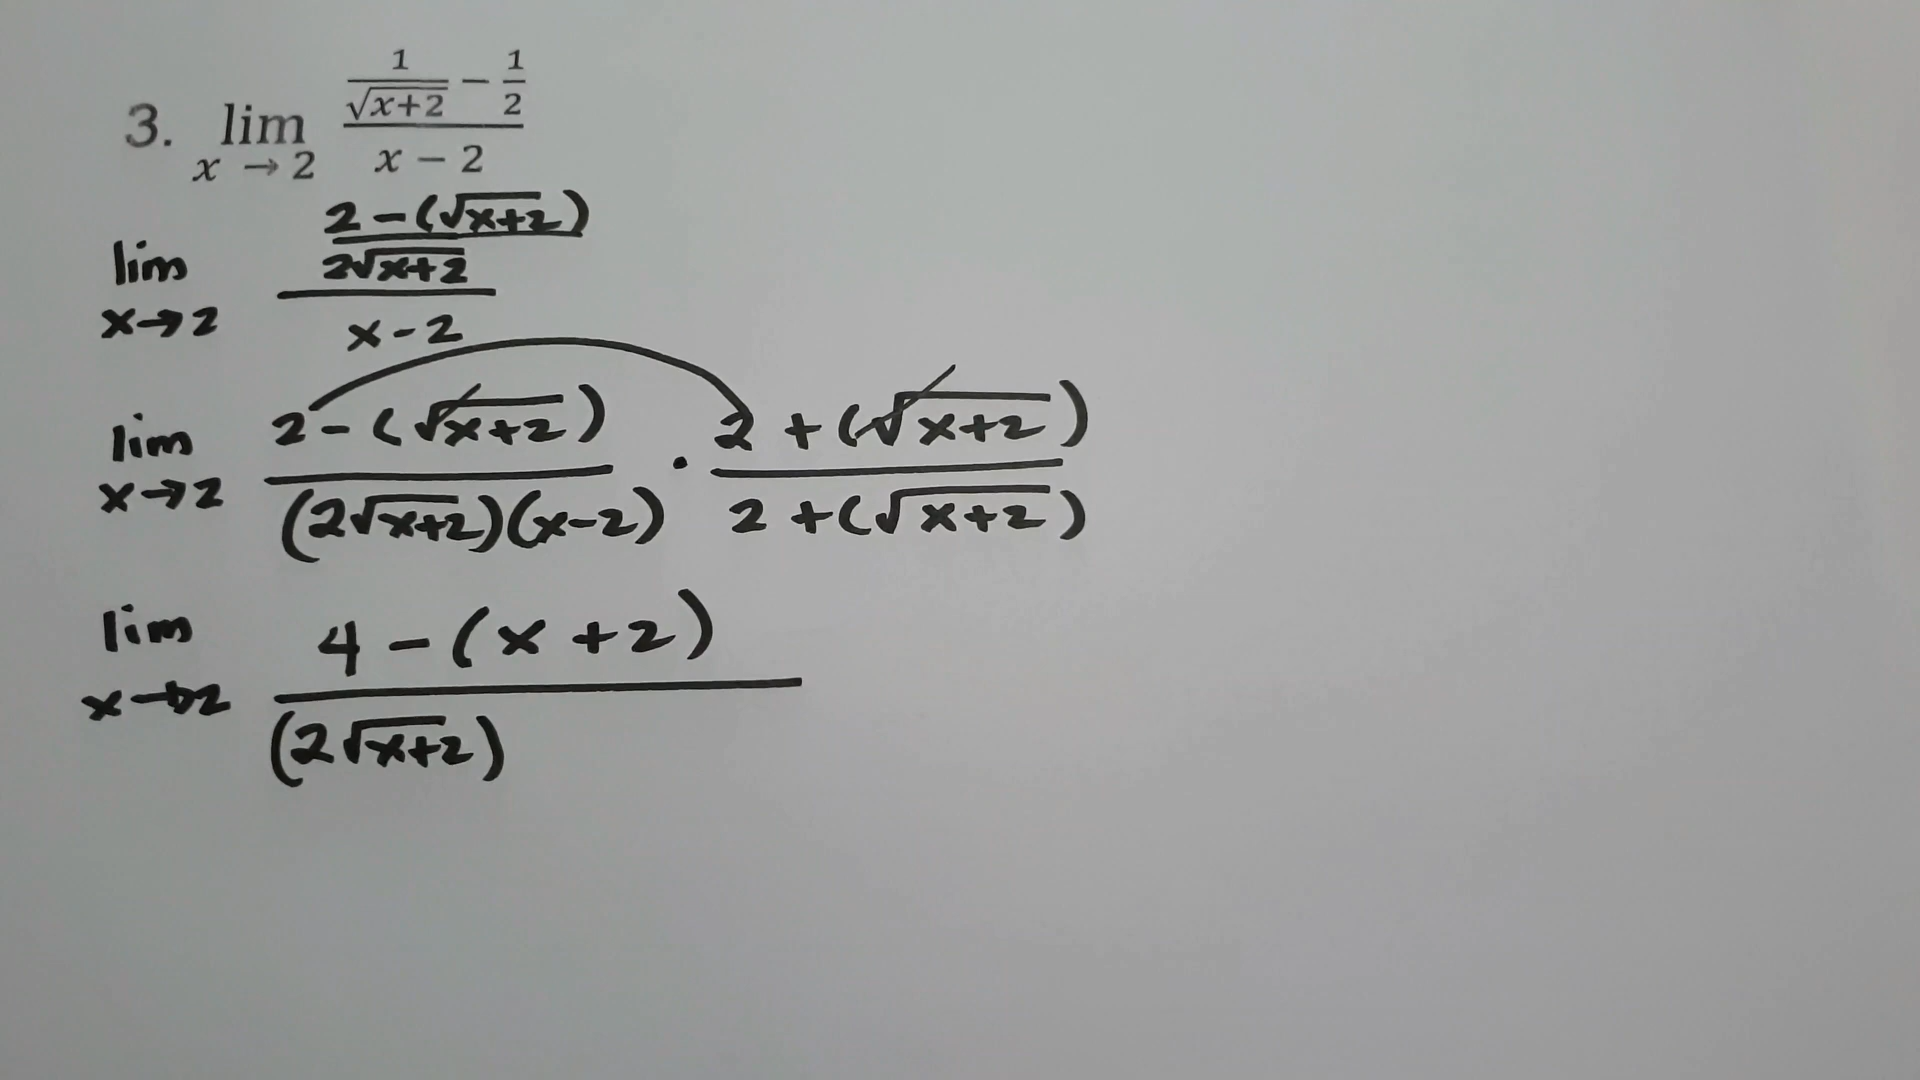 3. lim x → 2 (1/√(x+2) − 1/2)/(x − 2)
lim x→2 ((2−(√(x+2)))/(2√(x+2)))/(x−2)
lim x→2 (2−(√(x+2)))/((2√(x+2))(x−2)) · (2+(√(x+2)))/(2+(√(x+2)))
lim x→2 (4−(x+2))/(2√(x+2))